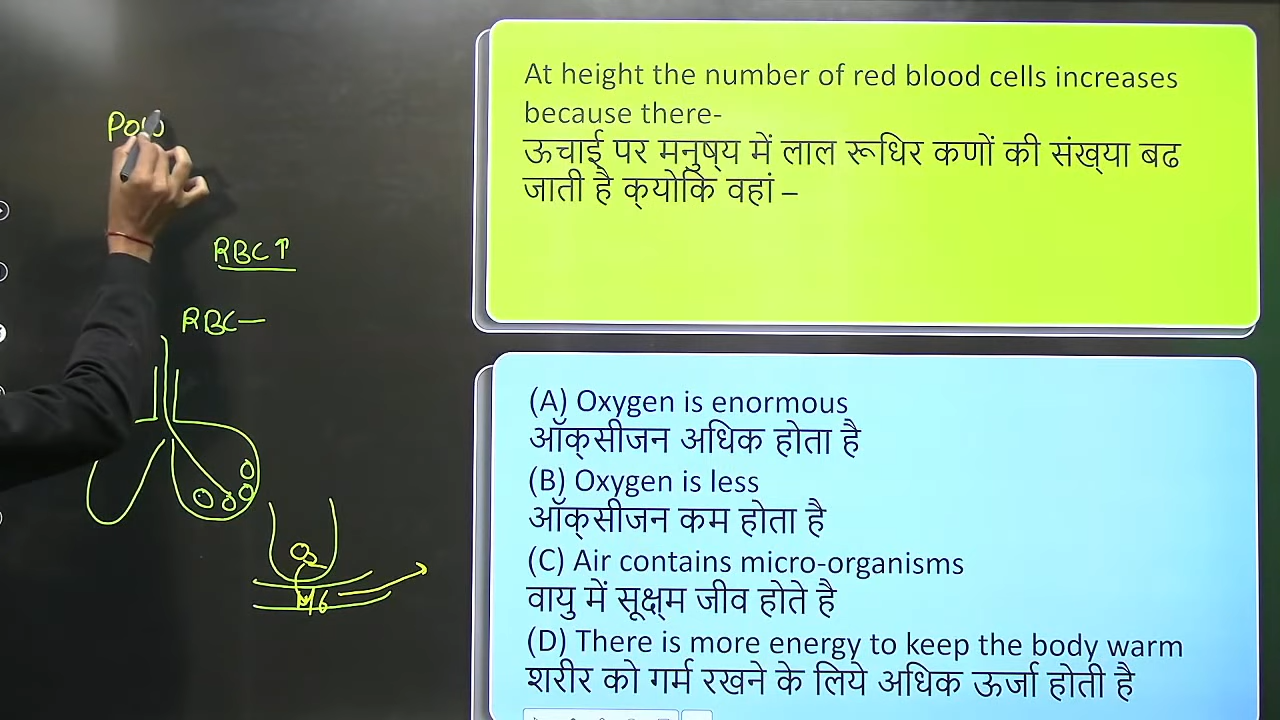 At height the number of red blood cells increases
because there-
ऊचाई पर मनुष्य में लाल रूधिर कणों की संख्या बढ
जाती है क्योकि वहां –
(A) Oxygen is enormous
ऑक्सीजन अधिक होता है
(B) Oxygen is less
ऑक्सीजन कम होता है
(C) Air contains micro-organisms
वायु में सूक्ष्म जीव होते है
(D) There is more energy to keep the body warm
शरीर को गर्म रखने के लिये अधिक ऊर्जा होती है
RBC↑
RBC—
O₂